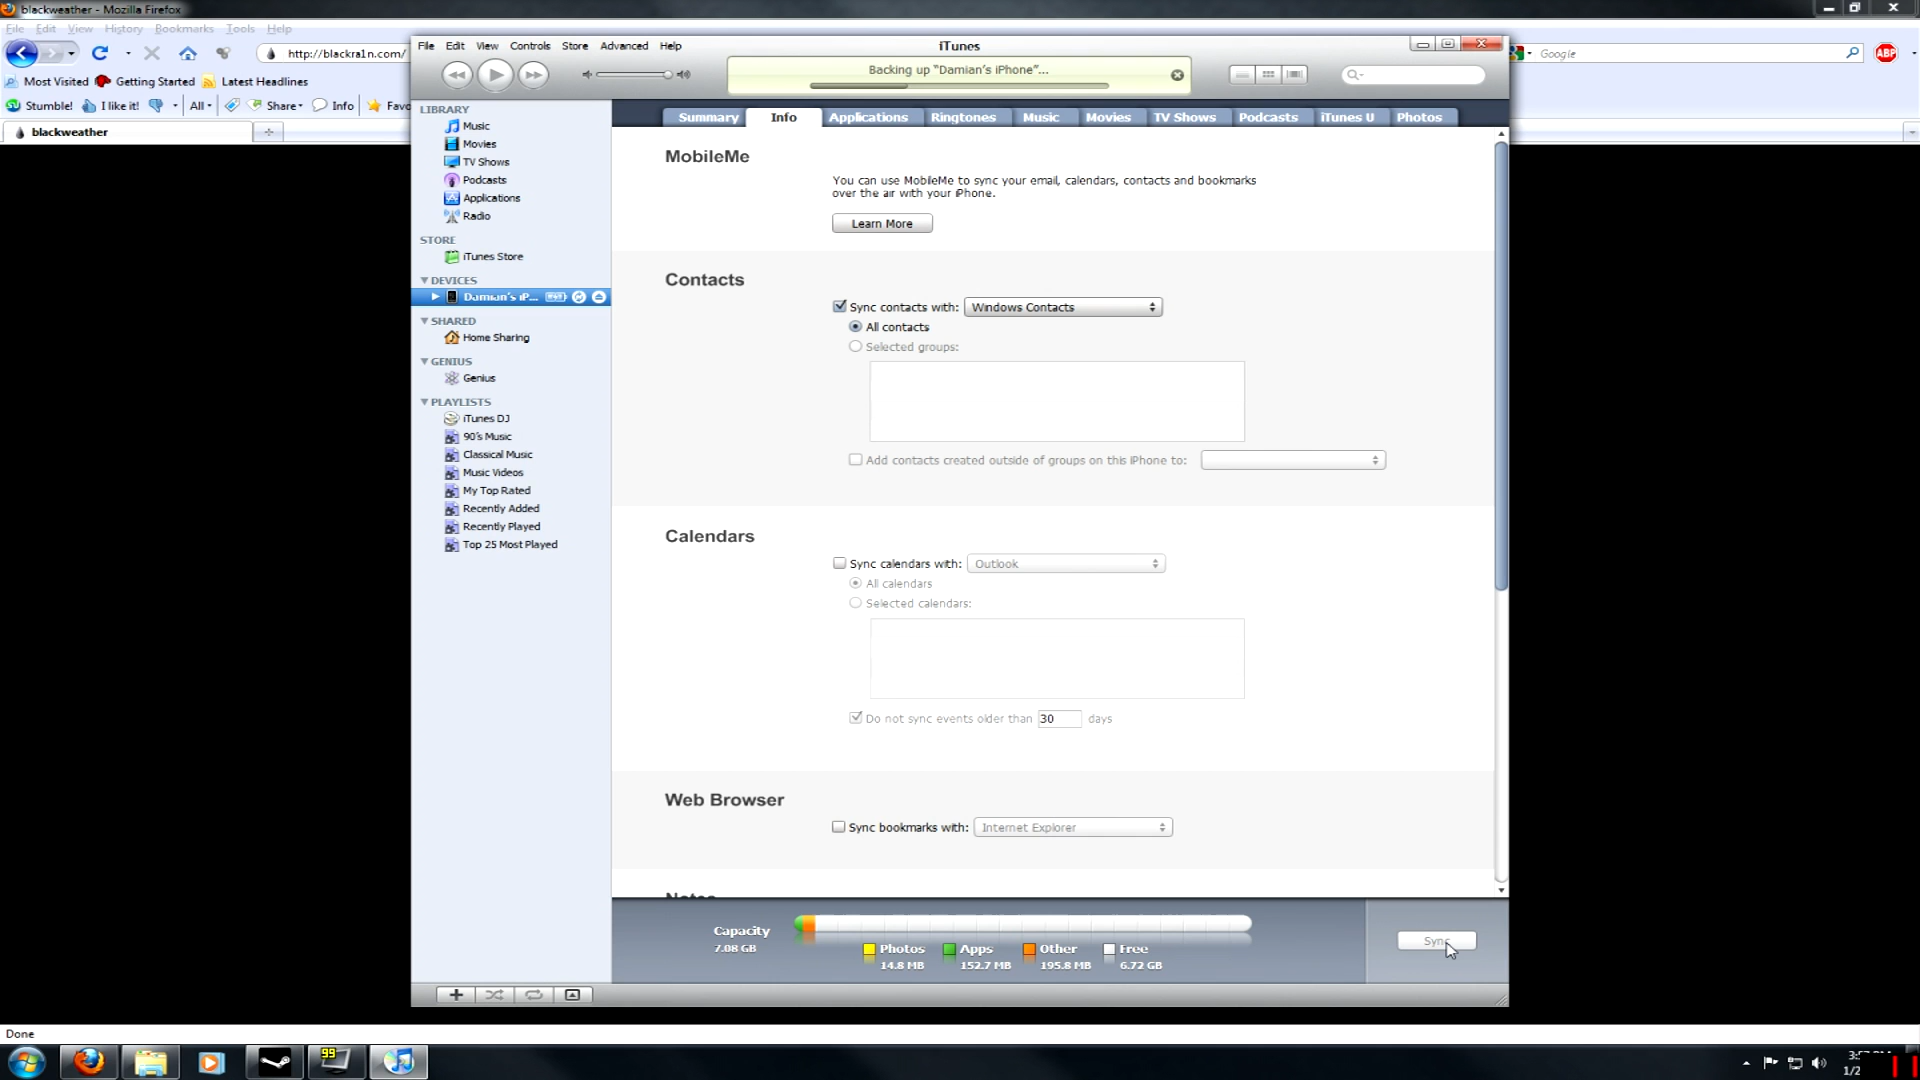 blackweather - Mozilla Firefox
File Edit View History Bookmarks Tools Help
http://blackra1n.com/
Google
ABP
Most Visited Getting Started Latest Headlines
Stumble! I like it! All Share Info Favo
blackweather
File Edit View Controls Store Advanced Help
iTunes
Backing up “Damian’s iPhone”...
LIBRARY
Music
Movies
TV Shows
Podcasts
Applications
Radio
STORE
iTunes Store
DEVICES
Damian's iP...
SHARED
Home Sharing
GENIUS
Genius
PLAYLISTS
iTunes DJ
90's Music
Classical Music
Music Videos
My Top Rated
Recently Added
Recently Played
Top 25 Most Played
Summary Info Applications Ringtones Music Movies TV Shows Podcasts iTunes U Photos
MobileMe
You can use MobileMe to sync your email, calendars, contacts and bookmarks
over the air with your iPhone.
Learn More
Contacts
Sync contacts with: Windows Contacts
All contacts
Selected groups:
Add contacts created outside of groups on this iPhone to:
Calendars
Sync calendars with: Outlook
All calendars
Selected calendars:
Do not sync events older than 30 days
Web Browser
Sync bookmarks with: Internet Explorer
Notes
Capacity
7.08 GB
Photos
14.8 MB
Apps
152.7 MB
Other
195.8 MB
Free
6.72 GB
Sync
Done
99